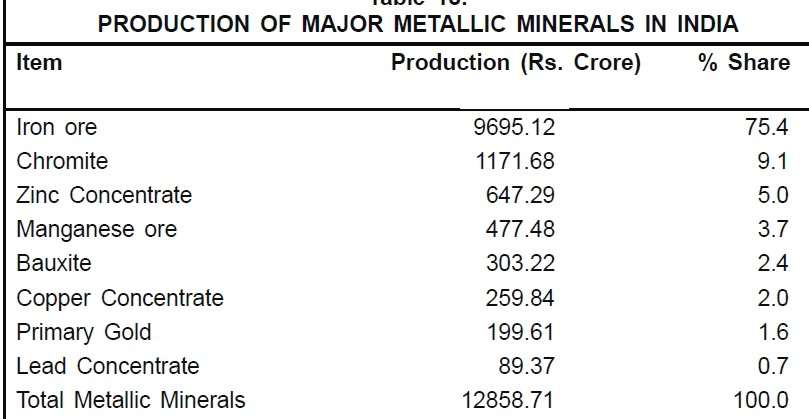 PRODUCTION OF MAJOR METALLIC MINERALS IN INDIA
Item Production (Rs. Crore) % Share
Iron ore 9695.12 75.4
Chromite 1171.68 9.1
Zinc Concentrate 647.29 5.0
Manganese ore 477.48 3.7
Bauxite 303.22 2.4
Copper Concentrate 259.84 2.0
Primary Gold 199.61 1.6
Lead Concentrate 89.37 0.7
Total Metallic Minerals 12858.71 100.0